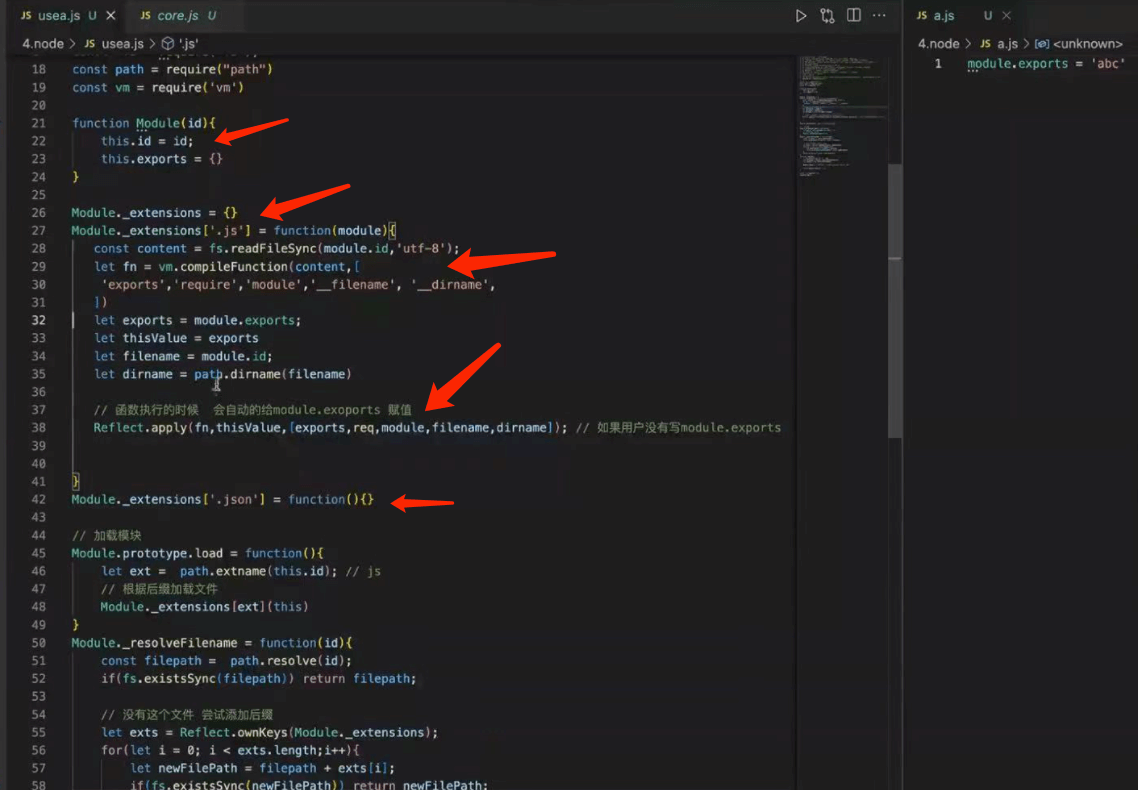 JS usea.js U
JS core.js U
JS a.js U
4.node > JS usea.js > '.js'
4.node > JS a.js > <unknown>
18 const path = require("path")
19 const vm = require('vm')
20
21 function Module(id){
22 this.id = id;
23 this.exports = {}
24 }
25
26 Module._extensions = {}
27 Module._extensions['.js'] = function(module){
28 const content = fs.readFileSync(module.id,'utf-8');
29 let fn = vm.compileFunction(content,[
30 'exports','require','module','__filename', '__dirname',
31 ])
32 let exports = module.exports;
33 let thisValue = exports
34 let filename = module.id;
35 let dirname = path.dirname(filename)
36
37 // 函数执行的时候 会自动的给module.exoports 赋值
38 Reflect.apply(fn,thisValue,[exports,req,module,filename,dirname]); // 如果用户没有写module.exports
39
40
41 }
42 Module._extensions['.json'] = function(){}
43
44 // 加载模块
45 Module.prototype.load = function(){
46 let ext = path.extname(this.id); // js
47 // 根据后缀加载文件
48 Module._extensions[ext](this)
49 }
50 Module._resolveFilename = function(id){
51 const filepath = path.resolve(id);
52 if(fs.existsSync(filepath)) return filepath;
53
54 // 没有这个文件 尝试添加后缀
55 let exts = Reflect.ownKeys(Module._extensions);
56 for(let i = 0; i < exts.length;i++){
57 let newFilePath = filepath + exts[i];
58 if(fs.existsSync(newFilePath)) return newFilePath;
1 module.exports = 'abc'